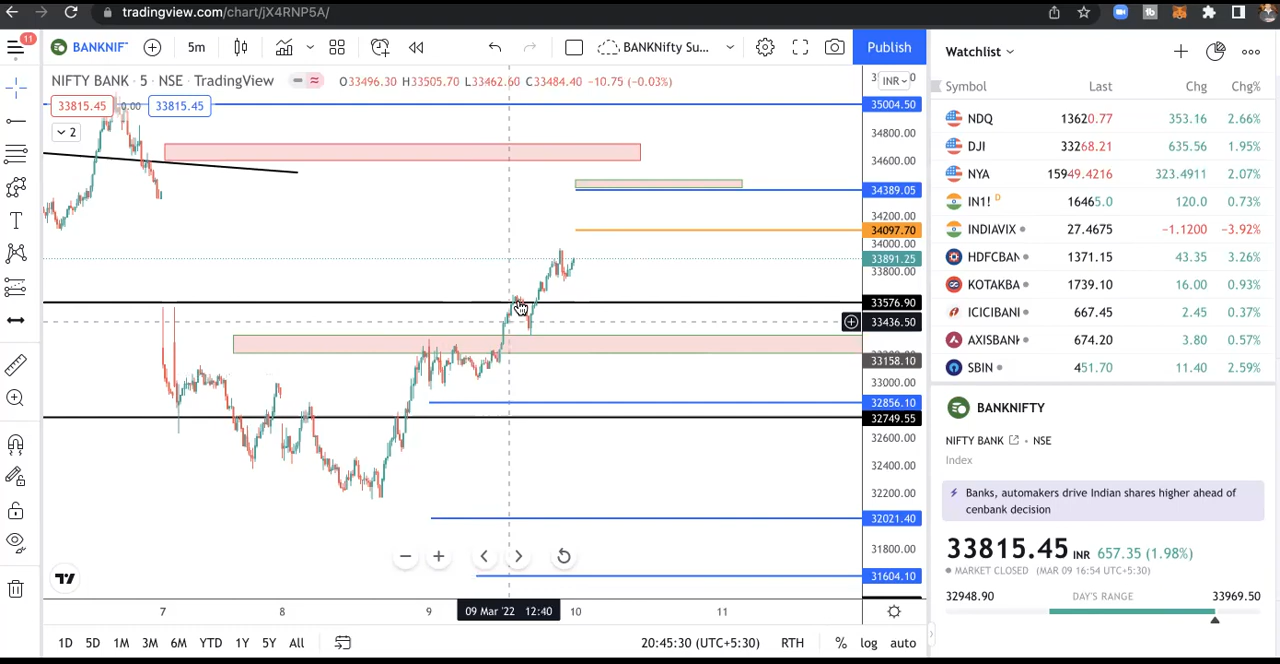 tradingview.com/chart/jX4RNP5A/
11
BANKNIF
5m
BANKNifty Su...
Publish
Watchlist
NIFTY BANK · 5 · NSE · TradingView
O33496.30 H33505.70 L33462.60 C33484.40 −10.75 (−0.03%)
INR
33815.45
0.00
33815.45
2
35004.50
34800.00
34600.00
34389.05
34200.00
34097.70
34000.00
33891.25
33800.00
33576.90
33436.50
33158.10
33000.00
32856.10
32749.55
32600.00
32400.00
32200.00
32021.40
31800.00
31604.10
Symbol Last Chg Chg%
NDQ 13620.77 353.16 2.66%
DJI 33268.21 635.56 1.95%
NYA 15949.4216 323.4911 2.07%
IN1! D 16465.0 120.0 0.73%
INDIAVIX 27.4675 −1.1200 −3.92%
HDFCBAN 1371.15 43.35 3.26%
KOTAKBA 1739.10 16.00 0.93%
ICICIBANI 667.45 2.45 0.37%
AXISBANK 674.20 3.80 0.57%
SBIN 451.70 11.40 2.59%
BANKNIFTY
NIFTY BANK · NSE
Index
Banks, automakers drive Indian shares higher ahead of
cenbank decision
33815.45 INR 657.35 (1.98%)
MARKET CLOSED (MAR 09 16:54 UTC+5:30)
32948.90 DAY'S RANGE 33969.50
7 8 9 09 Mar '22 12:40 10 11
1D 5D 1M 3M 6M YTD 1Y 5Y All
20:45:30 (UTC+5:30) RTH % log auto